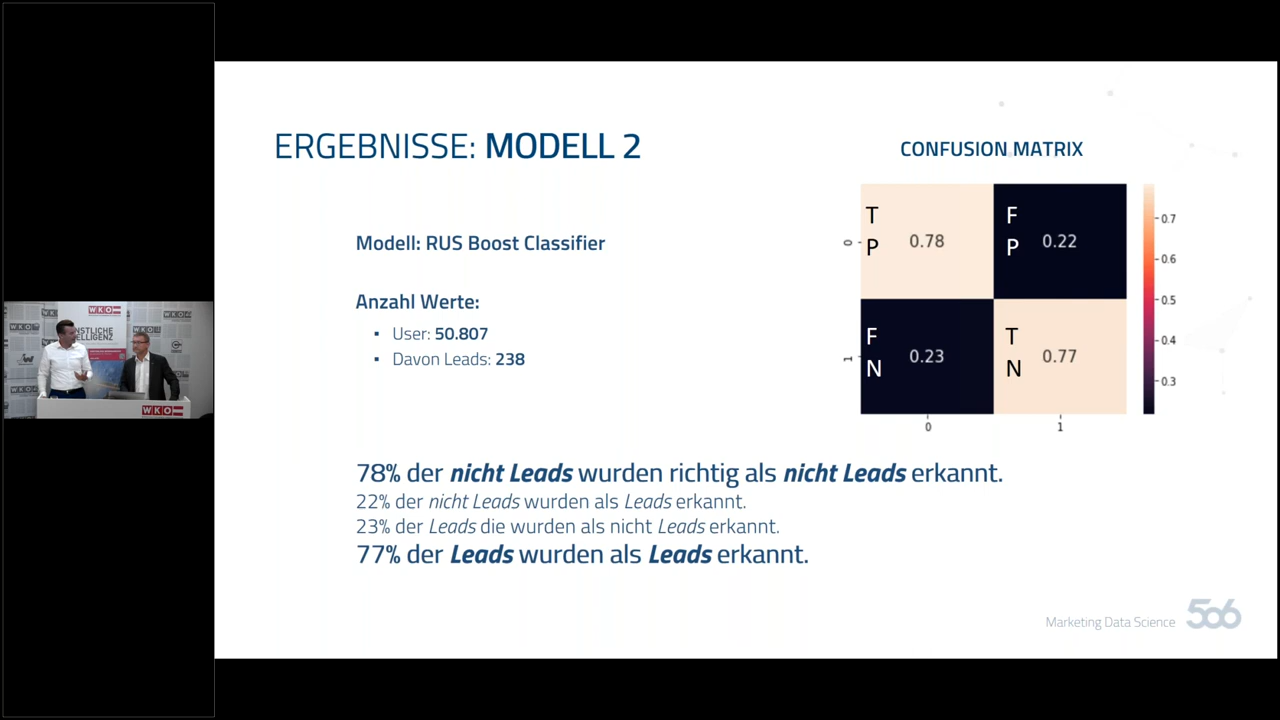 ERGEBNISSE: MODELL 2
Modell: RUS Boost Classifier
Anzahl Werte:
▪ User: 50.807
▪ Davon Leads: 238
CONFUSION MATRIX
T P 0.78
F P 0.22
F N 0.23
T N 0.77
0
1
0
1
0.7
0.6
0.5
0.4
0.3
78% der nicht Leads wurden richtig als nicht Leads erkannt.
22% der nicht Leads wurden als Leads erkannt.
23% der Leads die wurden als nicht Leads erkannt.
77% der Leads wurden als Leads erkannt.
Marketing Data Science 506
WKO
WKO
WKO
WKO
WKO